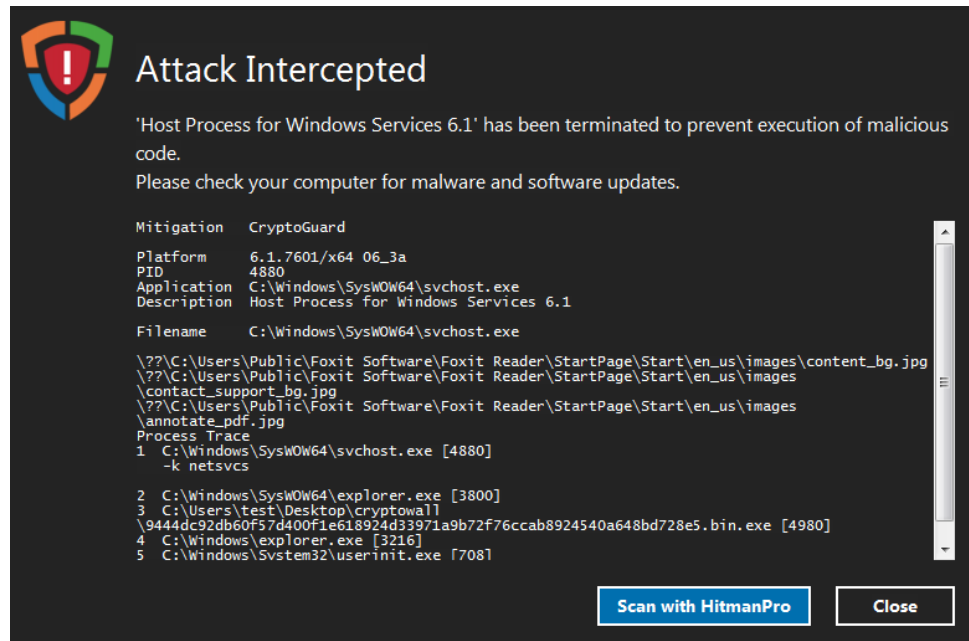 Attack Intercepted
'Host Process for Windows Services 6.1' has been terminated to prevent execution of malicious
code.
Please check your computer for malware and software updates.
Mitigation CryptoGuard
Platform 6.1.7601/x64 06_3a
PID 4880
Application C:\Windows\SysWOW64\svchost.exe
Description Host Process for Windows Services 6.1
Filename C:\Windows\SysWOW64\svchost.exe
\??\C:\Users\Public\Foxit Software\Foxit Reader\StartPage\Start\en_us\images\content_bg.jpg
\??\C:\Users\Public\Foxit Software\Foxit Reader\StartPage\Start\en_us\images
\contact_support_bg.jpg
\??\C:\Users\Public\Foxit Software\Foxit Reader\StartPage\Start\en_us\images
\annotate_pdf.jpg
Process Trace
1 C:\Windows\SysWOW64\svchost.exe [4880]
-k netsvcs
2 C:\Windows\SysWOW64\explorer.exe [3800]
3 C:\Users\test\Desktop\cryptowall
\9444dc92db60f57d400f1e618924d33971a9b72f76ccab8924540a648bd728e5.bin.exe [4980]
4 C:\Windows\explorer.exe [3216]
5 C:\Windows\System32\userinit.exe [708]
Scan with HitmanPro
Close